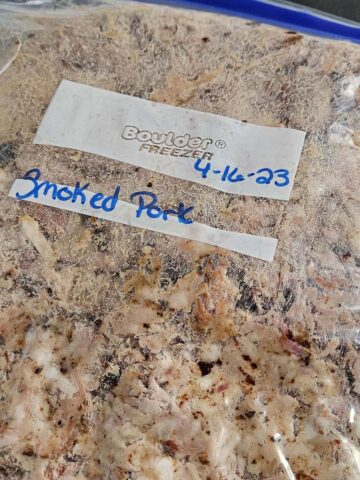 Boulder®
FREEZER
4-16-23
Smoked Pork